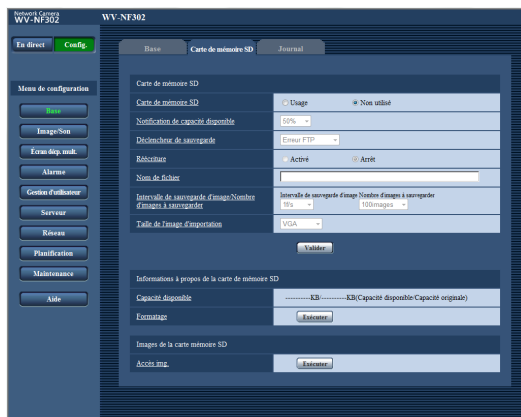 Network Camera
WV-NF302
WV-NF302
En direct
Config.
Base
Carte de mémoire SD
Journal
Menu de configuration
Base
Image/Son
Écran déçp. mult.
Alarme
Gestion d'utilisateur
Serveur
Réseau
Planification
Maintenance
Aide
Carte de mémoire SD
Carte de mémoire SD
Usage
Non utilisé
Notification de capacité disponible
50%
Déclencheur de sauvegarde
Erreur FTP
Réécriture
Activé
Arrêt
Nom de fichier
Intervalle de sauvegarde d'image/Nombre
d'images à sauvegarder
Intervalle de sauvegarde d'image Nombre d'images à sauvegarder
1f/s
100images
Taille de l'image d'importation
VGA
Valider
Informations à propos de la carte de mémoire SD
Capacité disponible
----------KB/----------KB(Capacité disponible/Capacité originale)
Formatage
Exécuter
Images de la carte mémoire SD
Accès img.
Exécuter